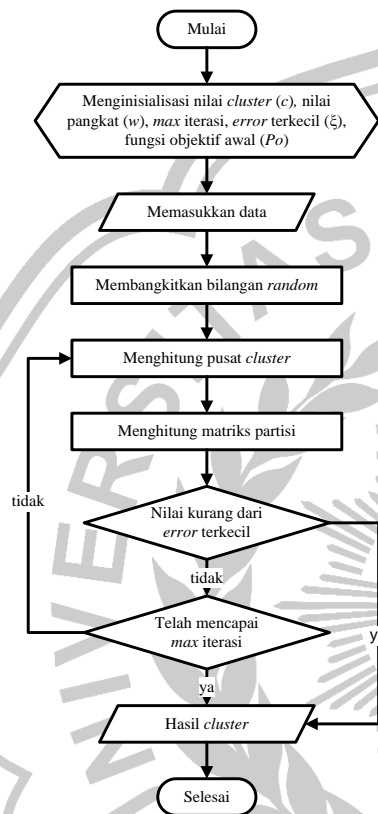 Mulai
Menginisialisasi nilai cluster (c), nilai
pangkat (w), max iterasi, error terkecil (ξ),
fungsi objektif awal (Po)
Memasukkan data
Membangkitkan bilangan random
Menghitung pusat cluster
Menghitung matriks partisi
tidak
Nilai kurang dari
error terkecil
tidak
Telah mencapai
max iterasi
y
ya
Hasil cluster
Selesai
UNIVERSITAS